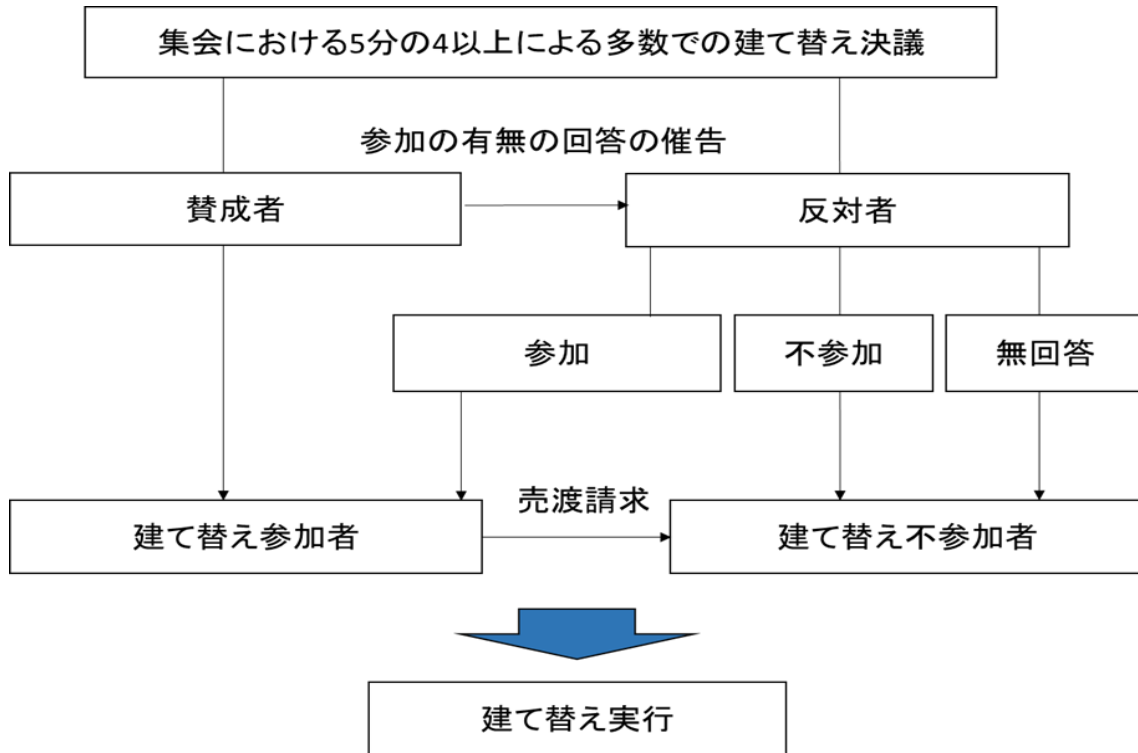 集会における5分の4以上による多数での建て替え決議
参加の有無の回答の催告
賛成者
反対者
参加
不参加
無回答
売渡請求
建て替え参加者
建て替え不参加者
建て替え実行